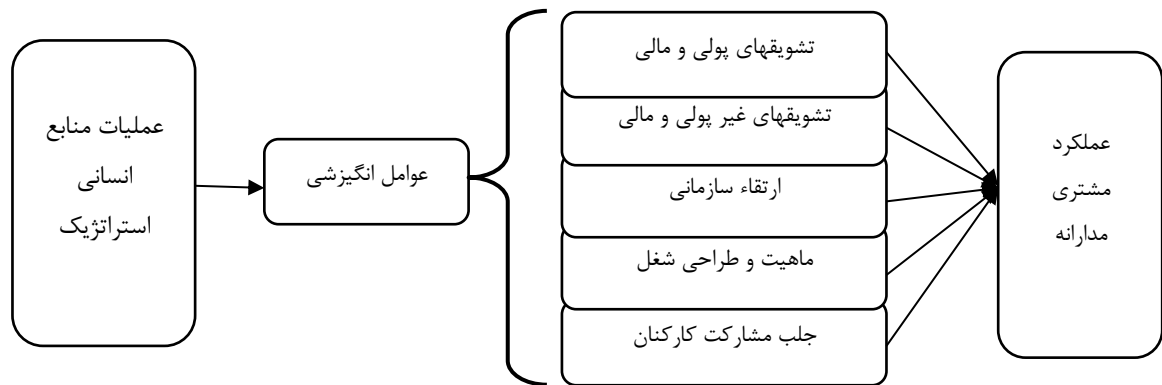 عملیات منابع
انسانی
استراتژیک
عوامل انگیزشی
تشویقهای پولی و مالی
تشویقهای غیر پولی و مالی
ارتقاء سازمانی
ماهیت و طراحی شغل
جلب مشارکت کارکنان
عملکرد
مشتری
مدارانه